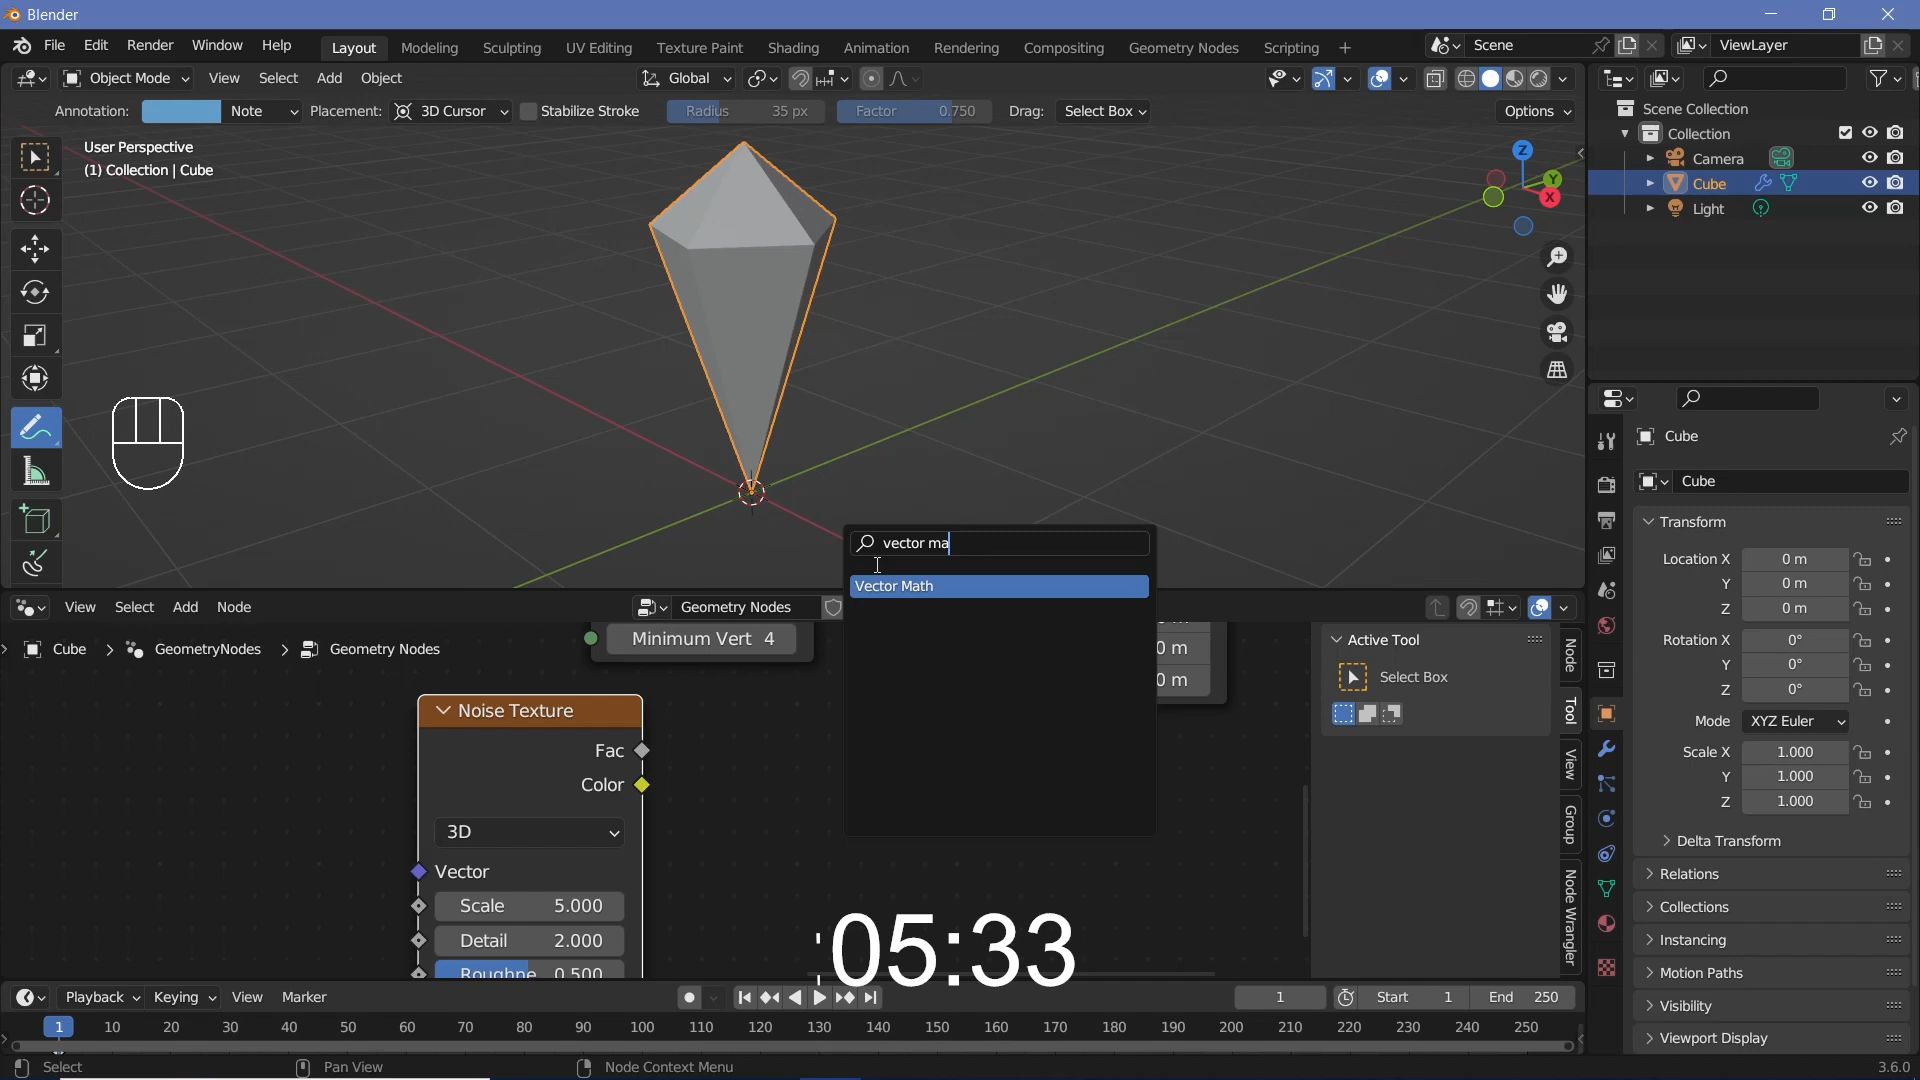 Blender
File Edit Render Window Help Layout Modeling Sculpting UV Editing Texture Paint Shading Animation Rendering Compositing Geometry Nodes Scripting + Scene ViewLayer
Object Mode View Select Add Object Global
Annotation: Note Placement: 3D Cursor Stabilize Stroke Radius 35 px Factor 0.750 Drag: Select Box Options
Scene Collection
Collection
Camera
Cube
Light
User Perspective
(1) Collection | Cube
Z
Y
X
vector ma
Vector Math
View Select Add Node Geometry Nodes
Cube > GeometryNodes > Geometry Nodes
Minimum Vert 4
0 m
0 m
Noise Texture
Fac
Color
3D
Vector
Scale 5.000
Detail 2.000
Roughne 0.500
Active Tool
Select Box
Node
Tool
View
Group
Node Wrangler
05:33
Cube
Cube
Transform
Location X 0 m
Y 0 m
Z 0 m
Rotation X 0°
Y 0°
Z 0°
Mode XYZ Euler
Scale X 1.000
Y 1.000
Z 1.000
Delta Transform
Relations
Collections
Instancing
Motion Paths
Visibility
Viewport Display
Playback Keying View Marker 1 Start 1 End 250
1 10 20 30 40 50 60 70 80 90 100 110 120 130 140 150 160 170 180 190 200 210 220 230 240 250
Select Pan View Node Context Menu 3.6.0